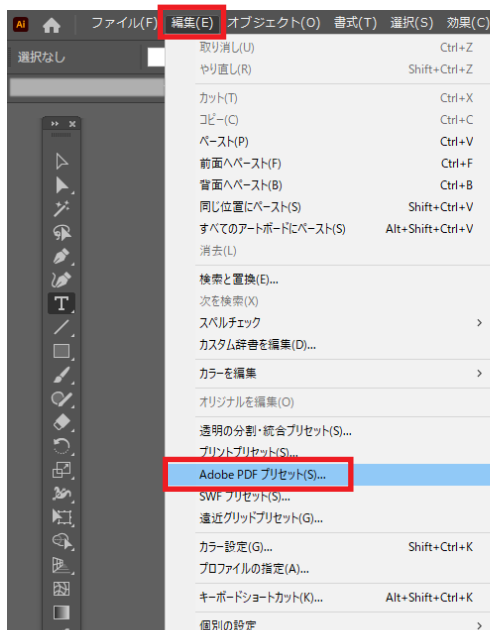 Ai ファイル(F) 編集(E) オブジェクト(O) 書式(T) 選択(S) 効果(C)
選択なし
取り消し(U) Ctrl+Z
やり直し(R) Shift+Ctrl+Z
カット(T) Ctrl+X
コピー(C) Ctrl+C
ペースト(P) Ctrl+V
前面へペースト(F) Ctrl+F
背面へペースト(B) Ctrl+B
同じ位置にペースト(S) Shift+Ctrl+V
すべてのアートボードにペースト(S) Alt+Shift+Ctrl+V
消去(L)
検索と置換(E)...
次を検索(X)
スペルチェック
カスタム辞書を編集(D)...
カラーを編集
オリジナルを編集(O)
透明の分割・統合プリセット(S)...
プリントプリセット(S)...
Adobe PDF プリセット(S)...
SWF プリセット(S)...
遠近グリッドプリセット(G)...
カラー設定(G)... Shift+Ctrl+K
プロファイルの指定(A)...
キーボードショートカット(K)... Alt+Shift+Ctrl+K
個別の設定